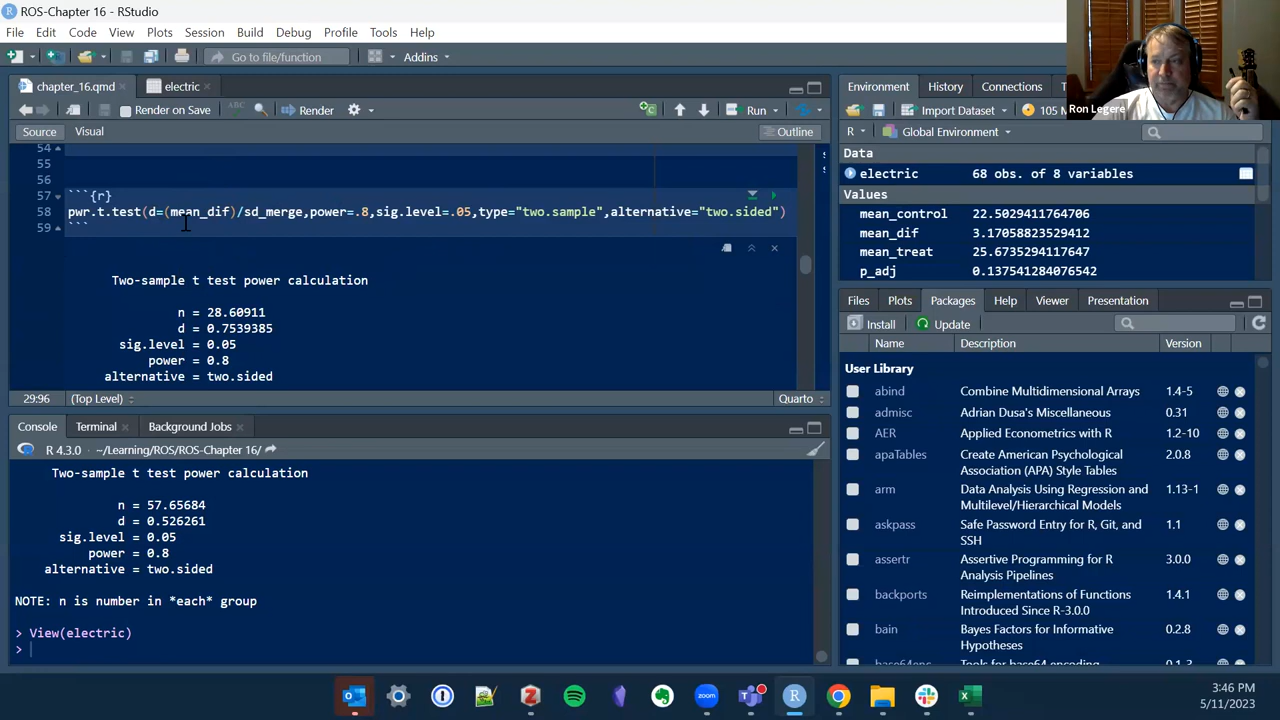 ROS-Chapter 16 - RStudio
File Edit Code View Plots Session Build Debug Profile Tools Help
Go to file/function
Addins
chapter_16.qmd
electric
Render on Save
ABC
Render
Run
Source
Visual
Outline
54
55
56
57 ```{r}
58 pwr.t.test(d=(mean_dif)/sd_merge,power=.8,sig.level=.05,type="two.sample",alternative="two.sided")
59 ```
Two-sample t test power calculation
n = 28.60911
d = 0.7539385
sig.level = 0.05
power = 0.8
alternative = two.sided
29:96
(Top Level)
Quarto
Console
Terminal
Background Jobs
R 4.3.0 · ~/Learning/ROS/ROS-Chapter 16/
Two-sample t test power calculation
n = 57.65684
d = 0.526261
sig.level = 0.05
power = 0.8
alternative = two.sided
NOTE: n is number in *each* group
> View(electric)
>
Ron Legere
Environment
History
Connections
Import Dataset
105 M
R
Global Environment
Data
electric 68 obs. of 8 variables
Values
mean_control 22.5029411764706
mean_dif 3.17058823529412
mean_treat 25.6735294117647
p_adj 0.137541284076542
Files Plots Packages Help Viewer Presentation
Install
Update
Name Description Version
User Library
abind Combine Multidimensional Arrays 1.4-5
admisc Adrian Dusa's Miscellaneous 0.31
AER Applied Econometrics with R 1.2-10
apaTables Create American Psychological 2.0.8
Association (APA) Style Tables
arm Data Analysis Using Regression and 1.13-1
Multilevel/Hierarchical Models
askpass Safe Password Entry for R, Git, and 1.1
SSH
assertr Assertive Programming for R 3.0.0
Analysis Pipelines
backports Reimplementations of Functions 1.4.1
Introduced Since R-3.0.0
bain Bayes Factors for Informative 0.2.8
Hypotheses
base64enc Tools for base64 encoding 0.1-3
3:46 PM
5/11/2023